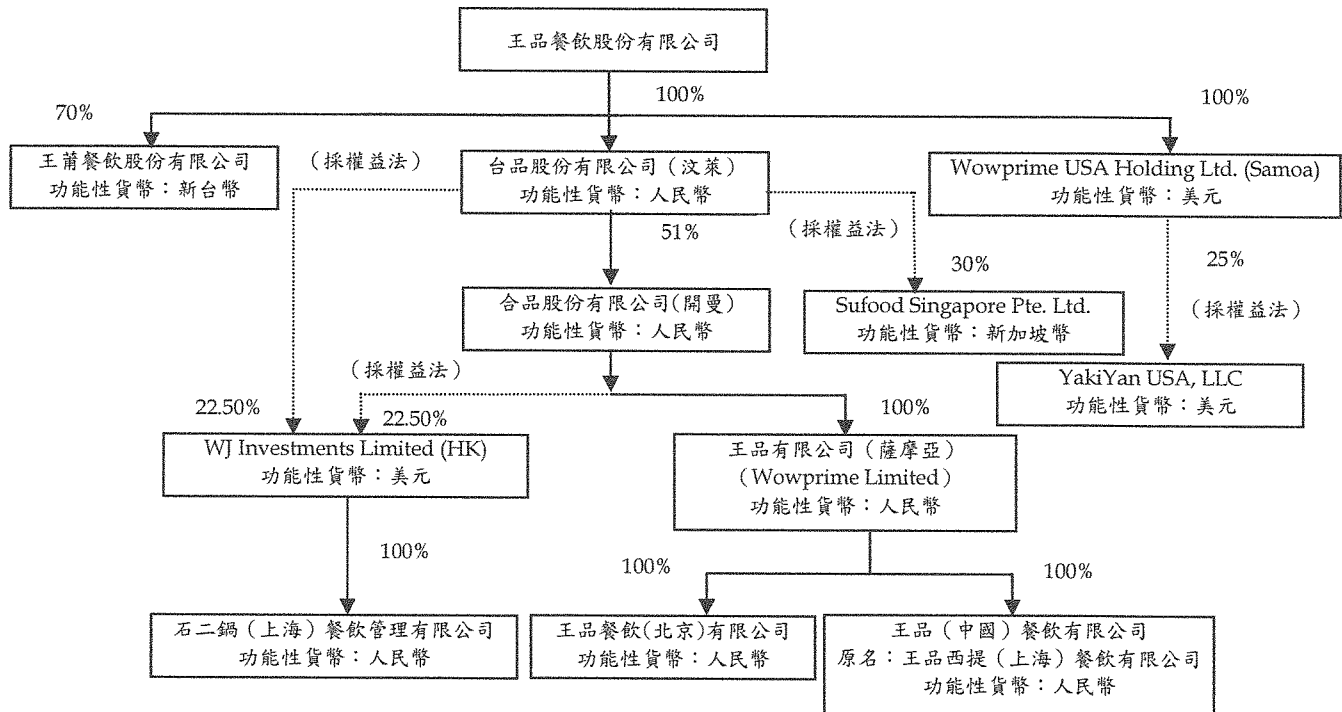 王品餐飲股份有限公司
70%
100%
100%
王莆餐飲股份有限公司
功能性貨幣：新台幣
（採權益法）
台品股份有限公司（汶萊）
功能性貨幣：人民幣
Wowprime USA Holding Ltd. (Samoa)
功能性貨幣：美元
51%
（採權益法）
30%
25%
合品股份有限公司(開曼)
功能性貨幣：人民幣
Sufood Singapore Pte. Ltd.
功能性貨幣：新加坡幣
（採權益法）
（採權益法）
YakiYan USA, LLC
功能性貨幣：美元
22.50%
22.50%
100%
WJ Investments Limited (HK)
功能性貨幣：美元
王品有限公司（薩摩亞）
（Wowprime Limited）
功能性貨幣：人民幣
100%
100%
100%
石二鍋（上海）餐飲管理有限公司
功能性貨幣：人民幣
王品餐飲(北京)有限公司
功能性貨幣：人民幣
王品（中國）餐飲有限公司
原名：王品西提（上海）餐飲有限公司
功能性貨幣：人民幣